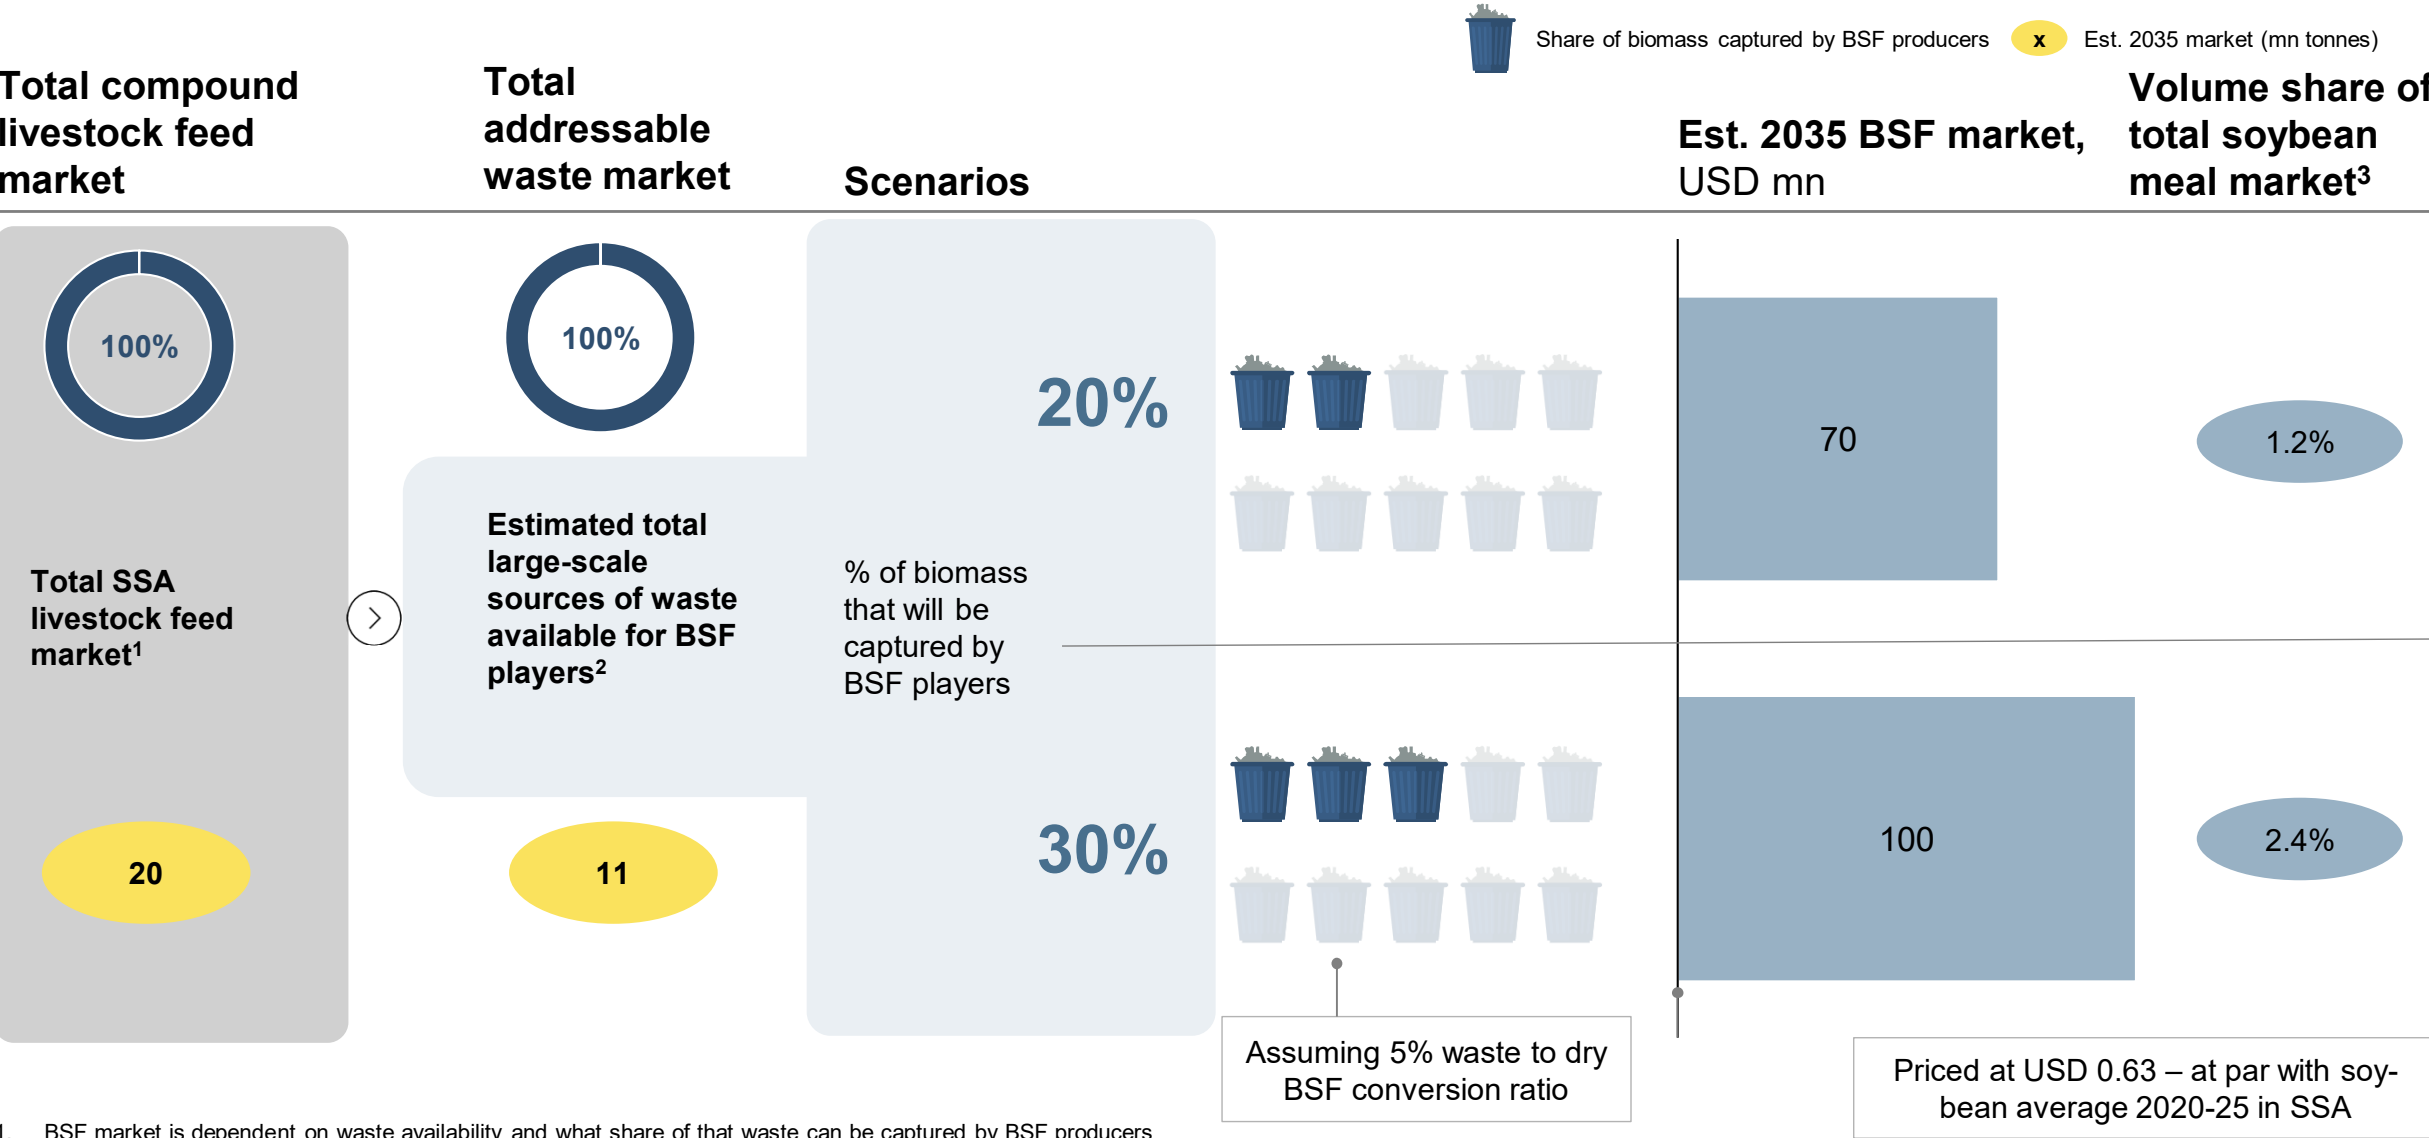 Share of biomass captured by BSF producers
x
Est. 2035 market (mn tonnes)
Total compound
livestock feed
market
Total
addressable
waste market
Scenarios
Est. 2035 BSF market,
USD mn
Volume share of
total soybean
meal market³
100%
Total SSA
livestock feed
market¹
20
100%
Estimated total
large-scale
sources of waste
available for BSF
players²
11
20%
% of biomass
that will be
captured by
BSF players
30%
70
1.2%
100
2.4%
Assuming 5% waste to dry
BSF conversion ratio
Priced at USD 0.63 – at par with soy-
bean average 2020-25 in SSA
1. BSF market is dependent on waste availability and what share of that waste can be captured by BSF producers